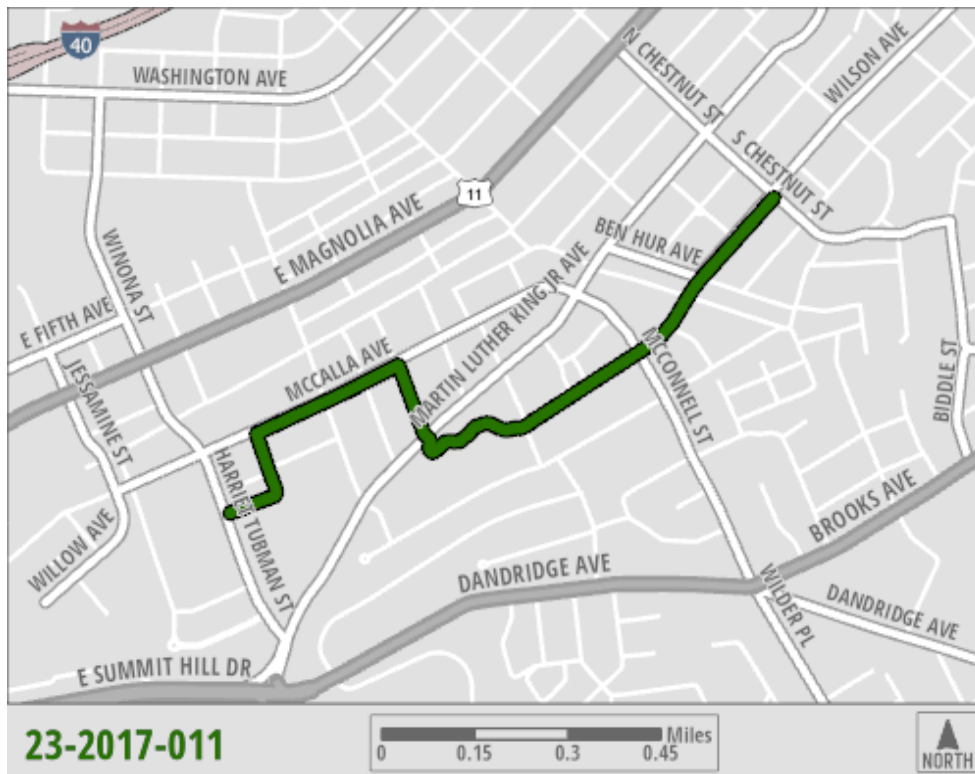 40
WASHINGTON AVE
N CHESTNUT ST
WILSON AVE
S CHESTNUT ST
11
E MAGNOLIA AVE
BEN HUR AVE
WINONA ST
E FIFTH AVE
MARTIN LUTHER KING JR AVE
MCCALLA AVE
JESSAMINE ST
MCCONNELL ST
BIDDLE ST
HARRIET TUBMAN ST
WILLOW AVE
BROOKS AVE
DANDRIDGE AVE
WILDER PL
DANDRIDGE AVE
E SUMMIT HILL DR
23-2017-011
Miles
0 0.15 0.3 0.45
NORTH